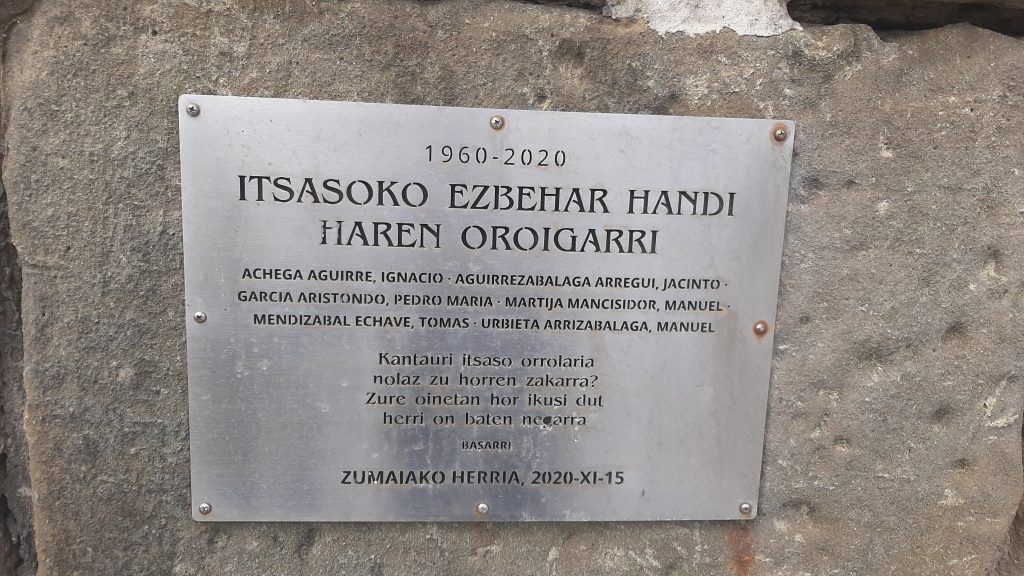 1960-2020
ITSASOKO EZBEHAR HANDI
HAREN OROIGARRI
ACHEGA AGUIRRE, IGNACIO · AGUIRREZABALAGA ARREGUI, JACINTO ·
GARCIA ARISTONDO, PEDRO MARIA · MARTIJA MANCISIDOR, MANUEL ·
MENDIZABAL ECHAVE, TOMAS · URBIETA ARRIZABALAGA, MANUEL
Kantauri itsaso orrolaria
nolaz zu horren zakarra?
Zure oinetan hor ikusi dut
herri on baten negarra
BASARRI
ZUMAIAKO HERRIA, 2020-XI-15